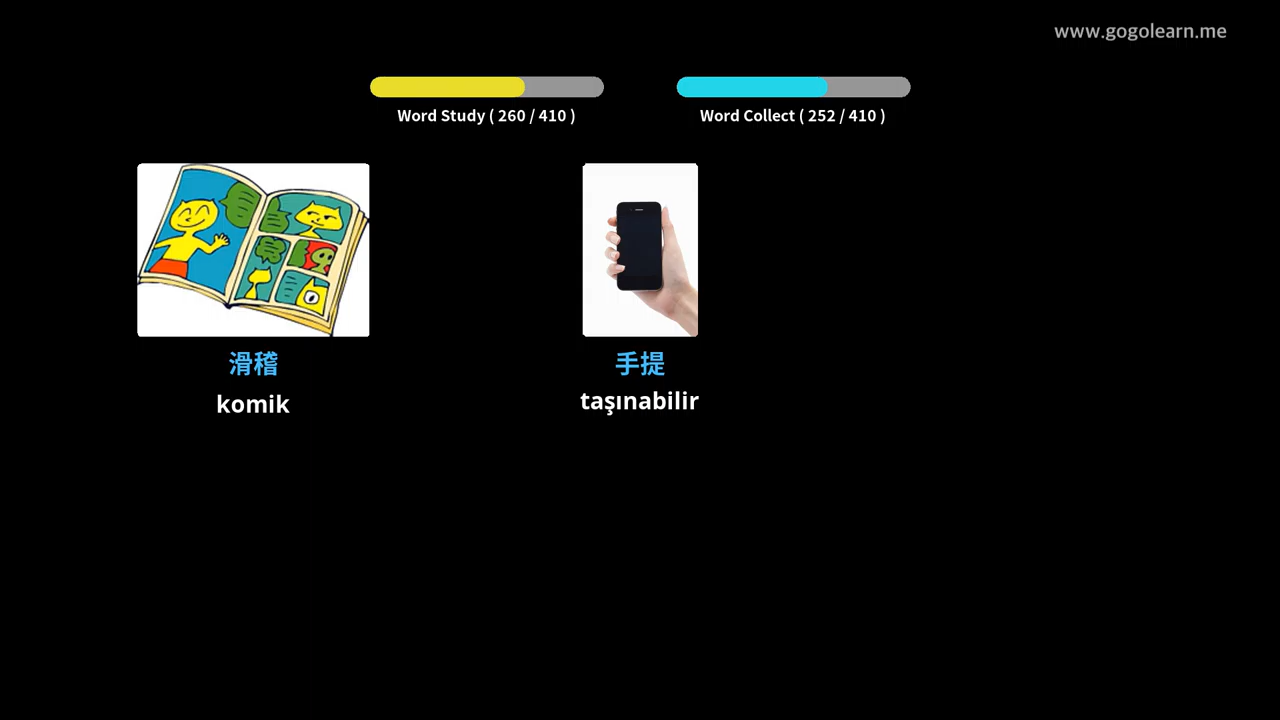 www.gogolearn.me
Word Study ( 260 / 410 )
Word Collect ( 252 / 410 )
滑稽
komik
手提
taşınabilir